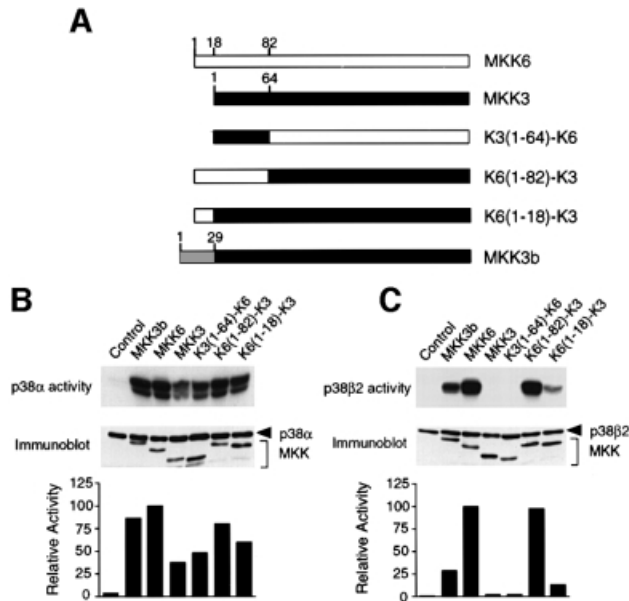 A
1 18 82
MKK6
1 64
MKK3
K3(1-64)-K6
K6(1-82)-K3
K6(1-18)-K3
1 29
MKK3b
B
Control
MKK3b
MKK6
MKK3
K3(1-64)-K6
K6(1-82)-K3
K6(1-18)-K3
p38α activity
p38α
Immunoblot
MKK
Relative Activity
125
100
75
50
25
0
C
Control
MKK3b
MKK6
MKK3
K3(1-64)-K6
K6(1-82)-K3
K6(1-18)-K3
p38β2 activity
p38β2
Immunoblot
MKK
Relative Activity
125
100
75
50
25
0